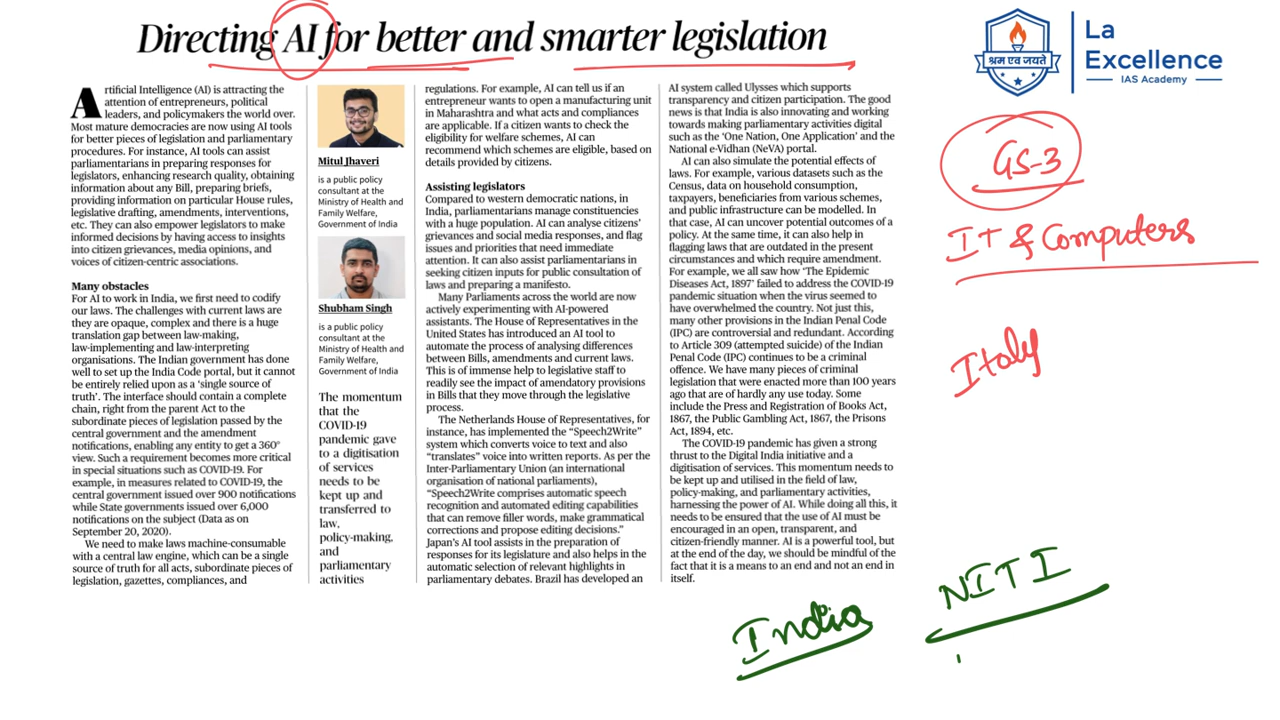 Directing AI for better and smarter legislation
La
Excellence
IAS Academy
श्रम एव जयते
GS-3
IT & Computers
Italy
India
NITI
Artificial Intelligence (AI) is attracting the
attention of entrepreneurs, political
leaders, and policymakers the world over.
Most mature democracies are now using AI tools
for better pieces of legislation and parliamentary
procedures. For instance, AI tools can assist
parliamentarians in preparing responses for
legislators, enhancing research quality, obtaining
information about any Bill, preparing briefs,
providing information on particular House rules,
legislative drafting, amendments, interventions,
etc. They can also empower legislators to make
informed decisions by having access to insights
into citizen grievances, media opinions, and
voices of citizen-centric associations.
Many obstacles
For AI to work in India, we first need to codify
our laws. The challenges with current laws are
they are opaque, complex and there is a huge
translation gap between law-making,
law-implementing and law-interpreting
organisations. The Indian government has done
well to set up the India Code portal, but it cannot
be entirely relied upon as a ‘single source of
truth’. The interface should contain a complete
chain, right from the parent Act to the
subordinate pieces of legislation passed by the
central government and the amendment
notifications, enabling any entity to get a 360°
view. Such a requirement becomes more critical
in special situations such as COVID-19. For
example, in measures related to COVID-19, the
central government issued over 900 notifications
while State governments issued over 6,000
notifications on the subject (Data as on
September 20, 2020).
We need to make laws machine-consumable
with a central law engine, which can be a single
source of truth for all acts, subordinate pieces of
legislation, gazettes, compliances, and
Mitul Jhaveri
is a public policy
consultant at the
Ministry of Health and
Family Welfare,
Government of India
Shubham Singh
is a public policy
consultant at the
Ministry of Health and
Family Welfare,
Government of India
The momentum
that the
COVID-19
pandemic gave
to a digitisation
of services
needs to be
kept up and
transferred to
law,
policy-making,
and
parliamentary
activities
regulations. For example, AI can tell us if an
entrepreneur wants to open a manufacturing unit
in Maharashtra and what acts and compliances
are applicable. If a citizen wants to check the
eligibility for welfare schemes, AI can
recommend which schemes are eligible, based on
details provided by citizens.
Assisting legislators
Compared to western democratic nations, in
India, parliamentarians manage constituencies
with a huge population. AI can analyse citizens’
grievances and social media responses, and flag
issues and priorities that need immediate
attention. It can also assist parliamentarians in
seeking citizen inputs for public consultation of
laws and preparing a manifesto.
Many Parliaments across the world are now
actively experimenting with AI-powered
assistants. The House of Representatives in the
United States has introduced an AI tool to
automate the process of analysing differences
between Bills, amendments and current laws.
This is of immense help to legislative staff to
readily see the impact of amendatory provisions
in Bills that they move through the legislative
process.
The Netherlands House of Representatives, for
instance, has implemented the “Speech2Write”
system which converts voice to text and also
“translates” voice into written reports. As per the
Inter-Parliamentary Union (an international
organisation of national parliaments),
“Speech2Write comprises automatic speech
recognition and automated editing capabilities
that can remove filler words, make grammatical
corrections and propose editing decisions.”
Japan’s AI tool assists in the preparation of
responses for its legislature and also helps in the
automatic selection of relevant highlights in
parliamentary debates. Brazil has developed an
AI system called Ulysses which supports
transparency and citizen participation. The good
news is that India is also innovating and working
towards making parliamentary activities digital
such as the ‘One Nation, One Application’ and the
National e-Vidhan (NeVA) portal.
AI can also simulate the potential effects of
laws. For example, various datasets such as the
Census, data on household consumption,
taxpayers, beneficiaries from various schemes,
and public infrastructure can be modelled. In
that case, AI can uncover potential outcomes of a
policy. At the same time, it can also help in
flagging laws that are outdated in the present
circumstances and which require amendment.
For example, we all saw how ‘The Epidemic
Diseases Act, 1897’ failed to address the COVID-19
pandemic situation when the virus seemed to
have overwhelmed the country. Not just this,
many other provisions in the Indian Penal Code
(IPC) are controversial and redundant. According
to Article 309 (attempted suicide) of the Indian
Penal Code (IPC) continues to be a criminal
offence. We have many pieces of criminal
legislation that were enacted more than 100 years
ago that are of hardly any use today. Some
include the Press and Registration of Books Act,
1867, the Public Gambling Act, 1867, the Prisons
Act, 1894, etc.
The COVID-19 pandemic has given a strong
thrust to the Digital India initiative and a
digitisation of services. This momentum needs to
be kept up and utilised in the field of law,
policy-making, and parliamentary activities,
harnessing the power of AI. While doing all this, it
needs to be ensured that the use of AI must be
encouraged in an open, transparent, and
citizen-friendly manner. AI is a powerful tool, but
at the end of the day, we should be mindful of the
fact that it is a means to an end and not an end in
itself.